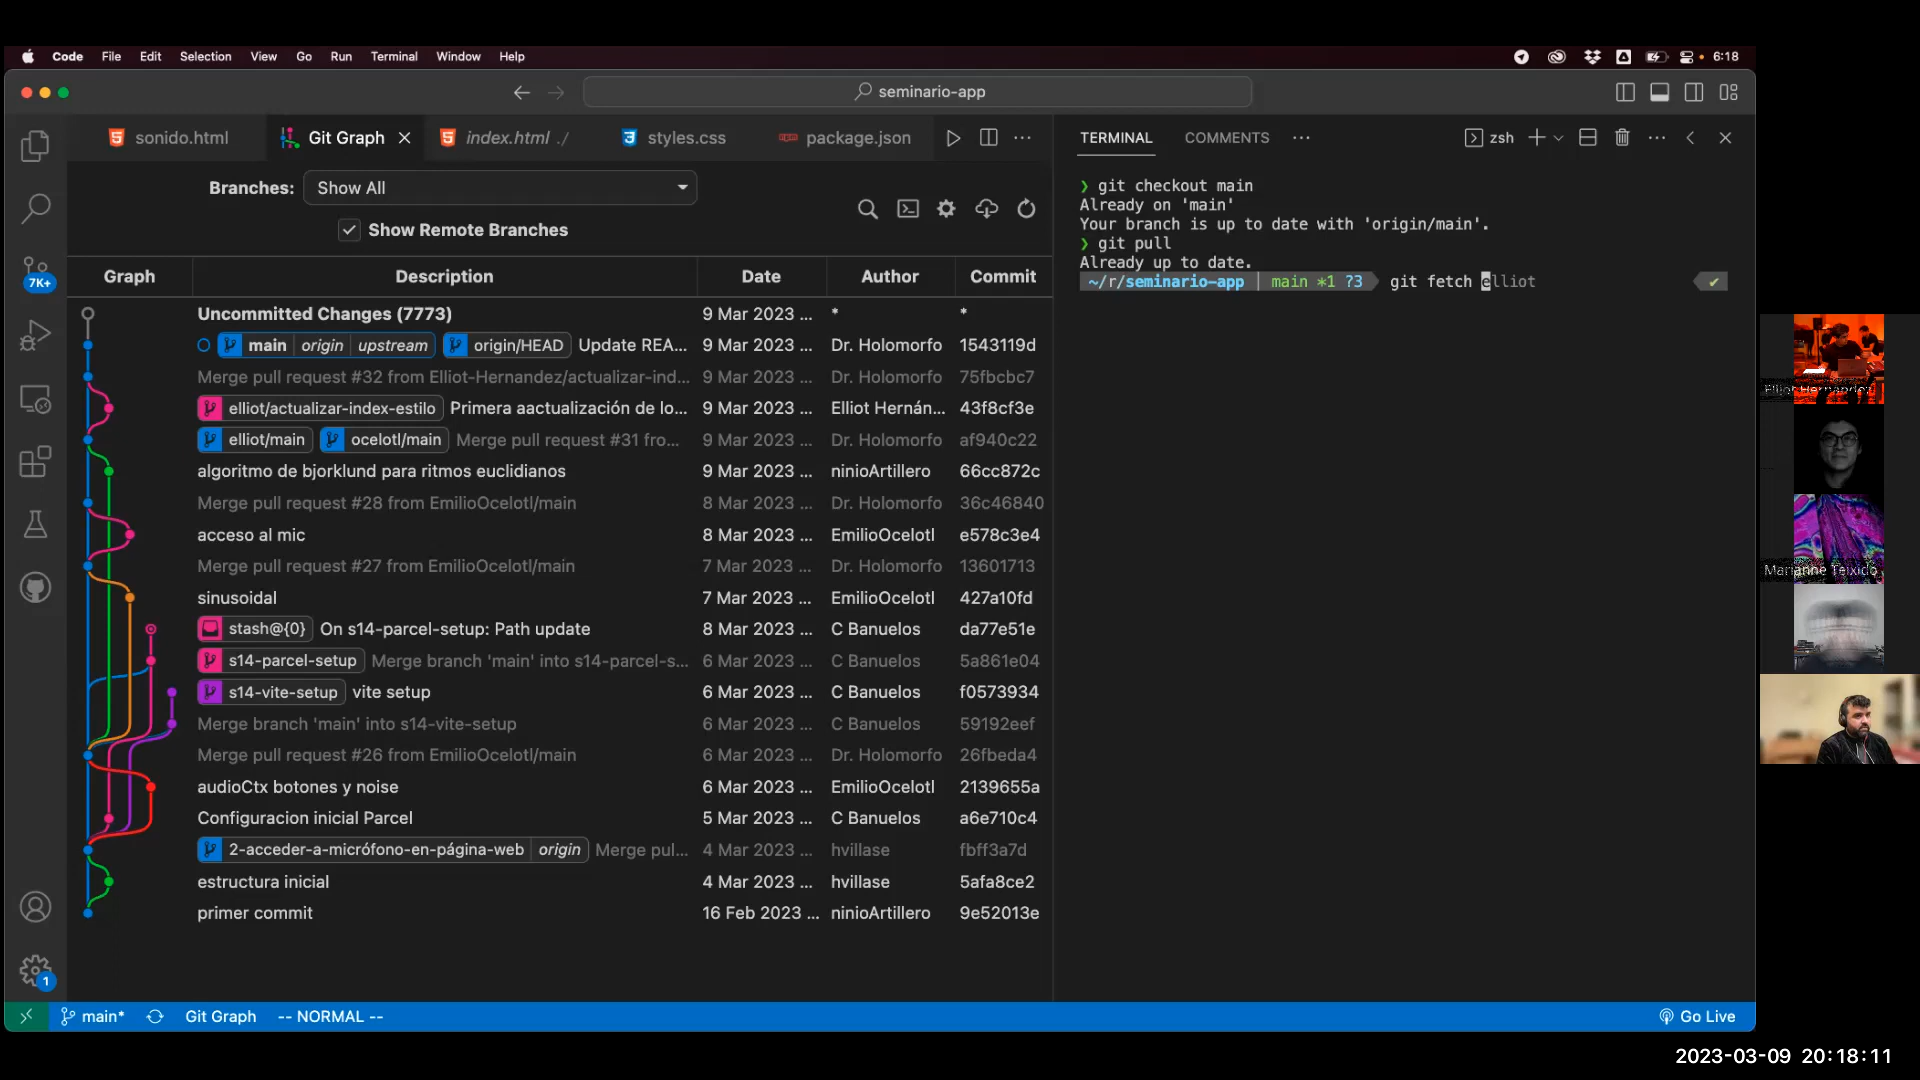 Code File Edit Selection View Go Run Terminal Window Help 6:18
seminario-app
sonido.html Git Graph index.html ./ styles.css package.json
Branches: Show All
Show Remote Branches
Graph Description Date Author Commit
Uncommitted Changes (7773) 9 Mar 2023 ... * *
main origin upstream origin/HEAD Update REA... 9 Mar 2023 ... Dr. Holomorfo 1543119d
Merge pull request #32 from Elliot-Hernandez/actualizar-ind... 9 Mar 2023 ... Dr. Holomorfo 75fbcbc7
elliot/actualizar-index-estilo Primera aactualización de lo... 9 Mar 2023 ... Elliot Hernán... 43f8cf3e
elliot/main ocelotl/main Merge pull request #31 fro... 9 Mar 2023 ... Dr. Holomorfo af940c22
algoritmo de bjorklund para ritmos euclidianos 9 Mar 2023 ... ninioArtillero 66cc872c
Merge pull request #28 from EmilioOcelotl/main 8 Mar 2023 ... Dr. Holomorfo 36c46840
acceso al mic 8 Mar 2023 ... EmilioOcelotl e578c3e4
Merge pull request #27 from EmilioOcelotl/main 7 Mar 2023 ... Dr. Holomorfo 13601713
sinusoidal 7 Mar 2023 ... EmilioOcelotl 427a10fd
stash@{0} On s14-parcel-setup: Path update 8 Mar 2023 ... C Banuelos da77e51e
s14-parcel-setup Merge branch 'main' into s14-parcel-s... 6 Mar 2023 ... C Banuelos 5a861e04
s14-vite-setup vite setup 6 Mar 2023 ... C Banuelos f0573934
Merge branch 'main' into s14-vite-setup 6 Mar 2023 ... C Banuelos 59192eef
Merge pull request #26 from EmilioOcelotl/main 6 Mar 2023 ... Dr. Holomorfo 26fbeda4
audioCtx botones y noise 6 Mar 2023 ... EmilioOcelotl 2139655a
Configuracion inicial Parcel 5 Mar 2023 ... C Banuelos a6e710c4
2-acceder-a-micrófono-en-página-web origin Merge pul... 4 Mar 2023 ... hvillase fbff3a7d
estructura inicial 4 Mar 2023 ... hvillase 5afa8ce2
primer commit 16 Feb 2023 ... ninioArtillero 9e52013e
7K+
1
TERMINAL COMMENTS ... zsh
❯ git checkout main
Already on 'main'
Your branch is up to date with 'origin/main'.
❯ git pull
Already up to date.
~/r/seminario-app | main *1 ?3 git fetch elliot ✔
Elliot Hernandez
Marianne Teixido
main* Git Graph -- NORMAL -- Go Live
2023-03-09 20:18:11